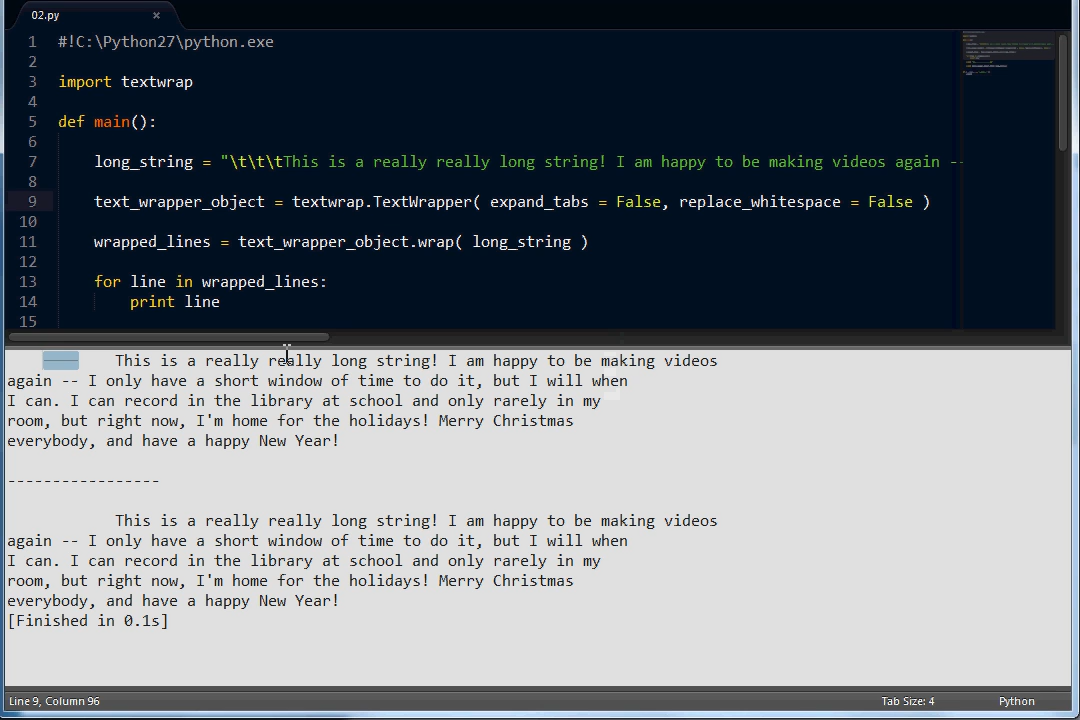 02.py ×
1 #!C:\Python27\python.exe
2
3 import textwrap
4
5 def main():
6
7 long_string = "\t\t\tThis is a really really long string! I am happy to be making videos again --
8
9 text_wrapper_object = textwrap.TextWrapper( expand_tabs = False, replace_whitespace = False )
10
11 wrapped_lines = text_wrapper_object.wrap( long_string )
12
13 for line in wrapped_lines:
14 print line
15
This is a really really long string! I am happy to be making videos
again -- I only have a short window of time to do it, but I will when
I can. I can record in the library at school and only rarely in my
room, but right now, I'm home for the holidays! Merry Christmas
everybody, and have a happy New Year!
-----------------
This is a really really long string! I am happy to be making videos
again -- I only have a short window of time to do it, but I will when
I can. I can record in the library at school and only rarely in my
room, but right now, I'm home for the holidays! Merry Christmas
everybody, and have a happy New Year!
[Finished in 0.1s]
Line 9, Column 96 Tab Size: 4 Python